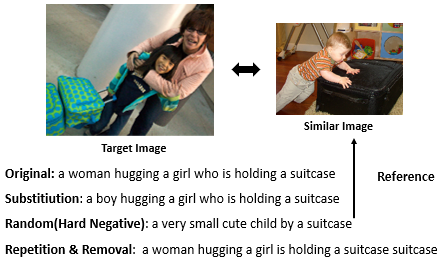 Target Image
Similar Image
Original: a woman hugging a girl who is holding a suitcase
Reference
Substitiution: a boy hugging a girl who is holding a suitcase
Random(Hard Negative): a very small cute child by a suitcase
Repetition & Removal: a woman hugging a girl is holding a suitcase suitcase